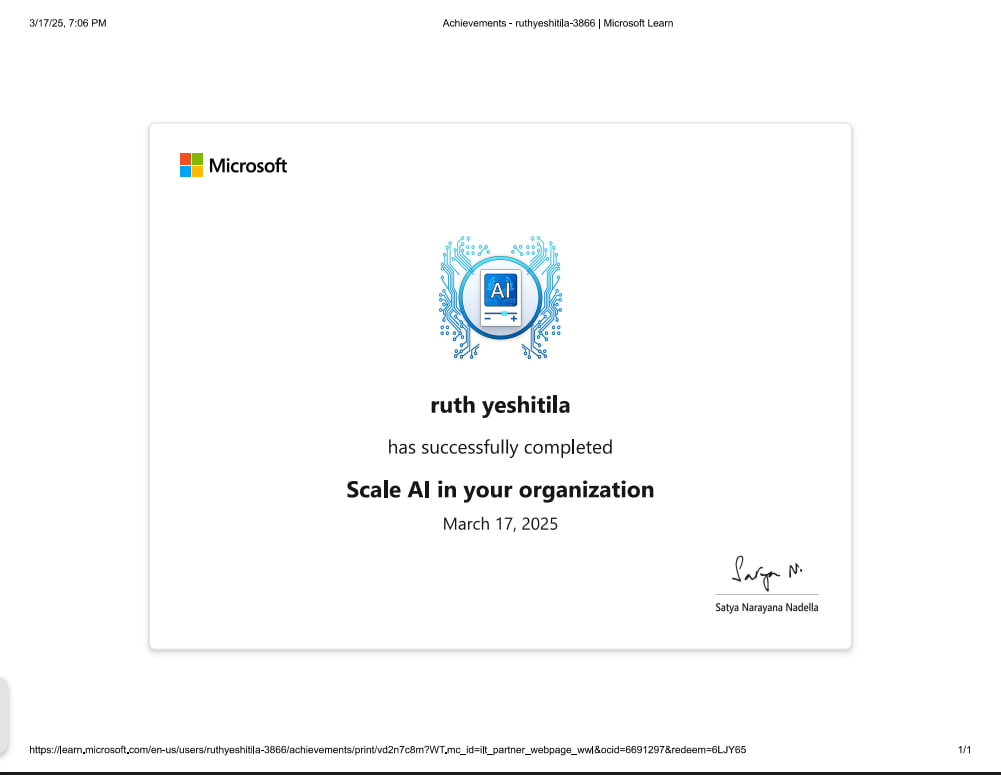 3/17/25, 7:06 PM
Achievements - ruthyeshitila-3866 | Microsoft Learn
Microsoft
AI
ruth yeshitila
has successfully completed
Scale AI in your organization
March 17, 2025
Satya N.
Satya Narayana Nadella
https://learn.microsoft.com/en-us/users/ruthyeshitila-3866/achievements/print/vd2n7c8m?WT.mc_id=ilt_partner_webpage_wwl&ocid=6691297&redeem=6LJY65
1/1